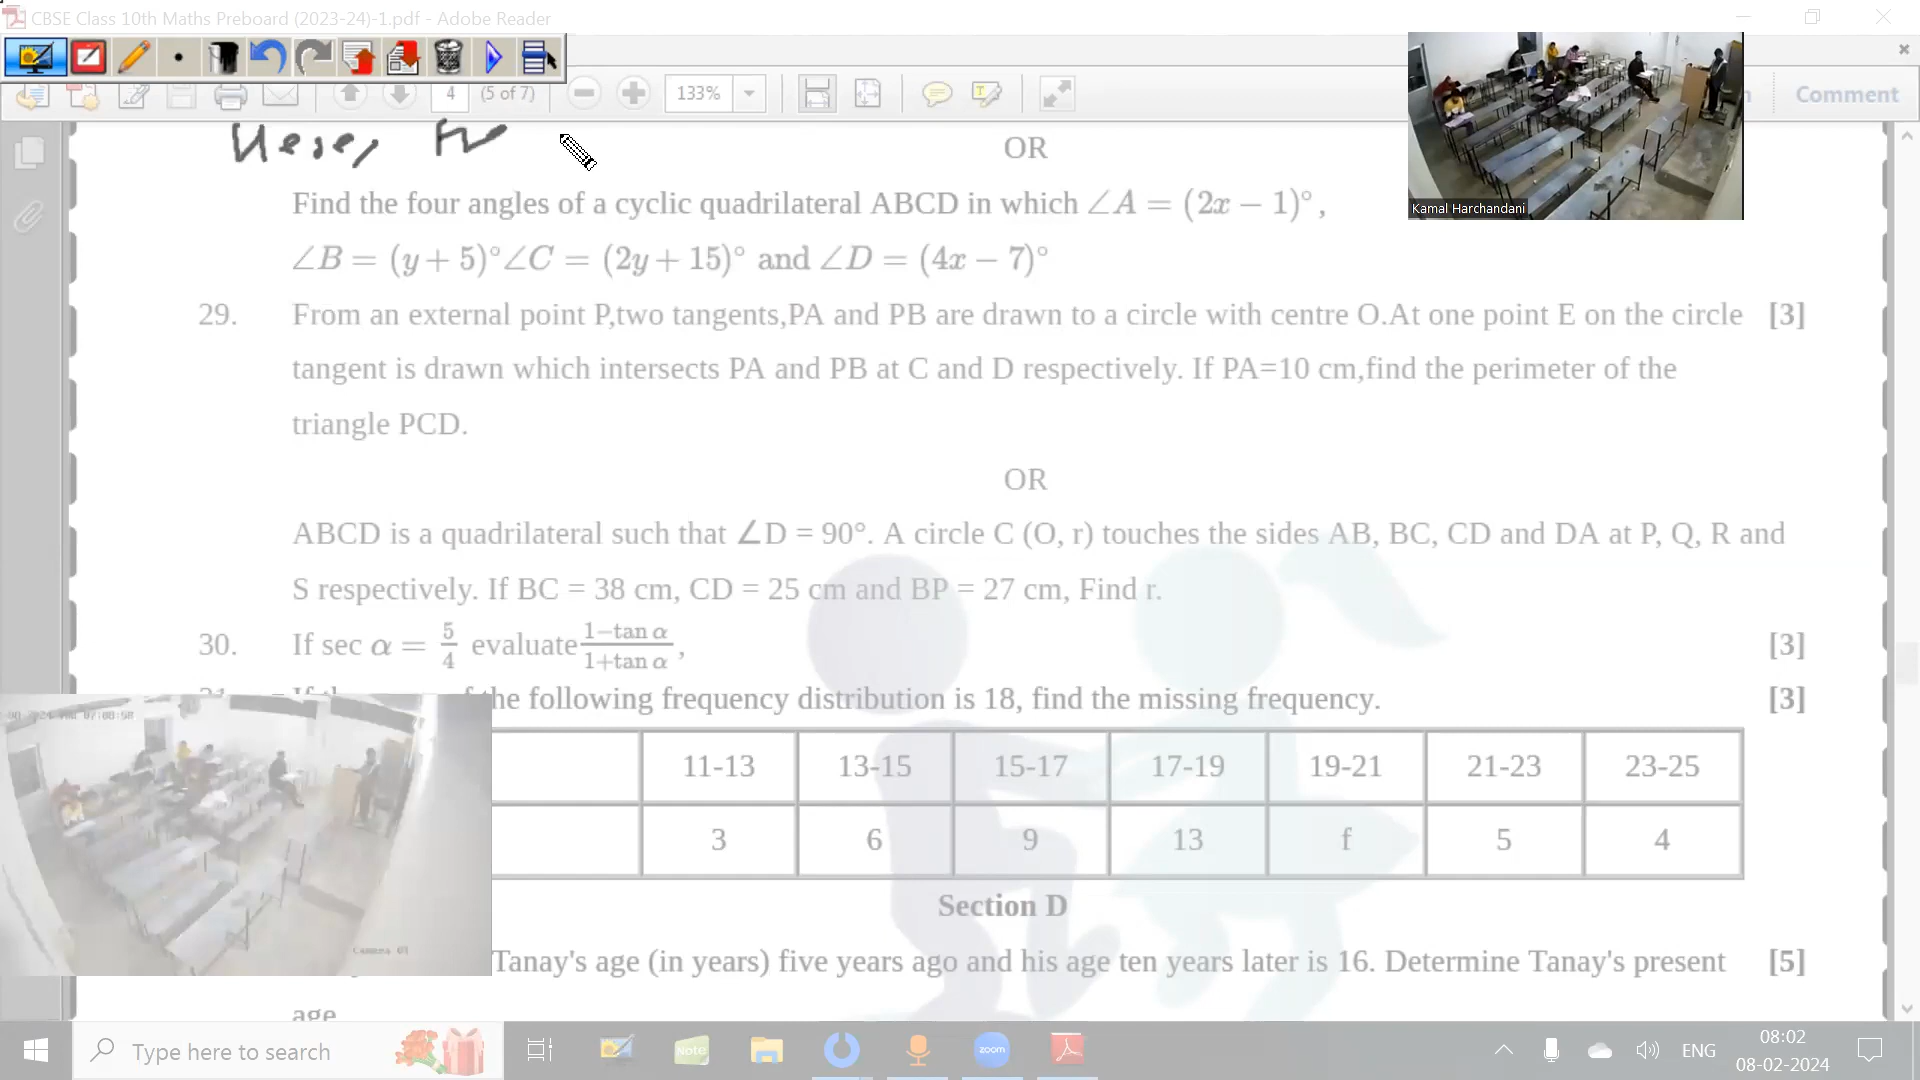 CBSE Class 10th Maths Preboard (2023-24)-1.pdf - Adobe Reader
4 (5 of 7) 133% Comment
Kamal Harchandani
Here,
OR
Find the four angles of a cyclic quadrilateral ABCD in which ∠A = (2x − 1)°,
∠B = (y + 5)°∠C = (2y + 15)° and ∠D = (4x − 7)°
29. From an external point P,two tangents,PA and PB are drawn to a circle with centre O.At one point E on the circle [3]
tangent is drawn which intersects PA and PB at C and D respectively. If PA=10 cm,find the perimeter of the
triangle PCD.
OR
ABCD is a quadrilateral such that ∠D = 90°. A circle C (O, r) touches the sides AB, BC, CD and DA at P, Q, R and
S respectively. If BC = 38 cm, CD = 25 cm and BP = 27 cm, Find r.
30. If sec α = 5/4 evaluate 1−tan α/1+tan α, [3]
the following frequency distribution is 18, find the missing frequency. [3]
11-13 13-15 15-17 17-19 19-21 21-23 23-25
3 6 9 13 f 5 4
Section D
Tanay's age (in years) five years ago and his age ten years later is 16. Determine Tanay's present [5]
age
Camera 01
Type here to search
Note
zoom
ENG
08:02
08-02-2024